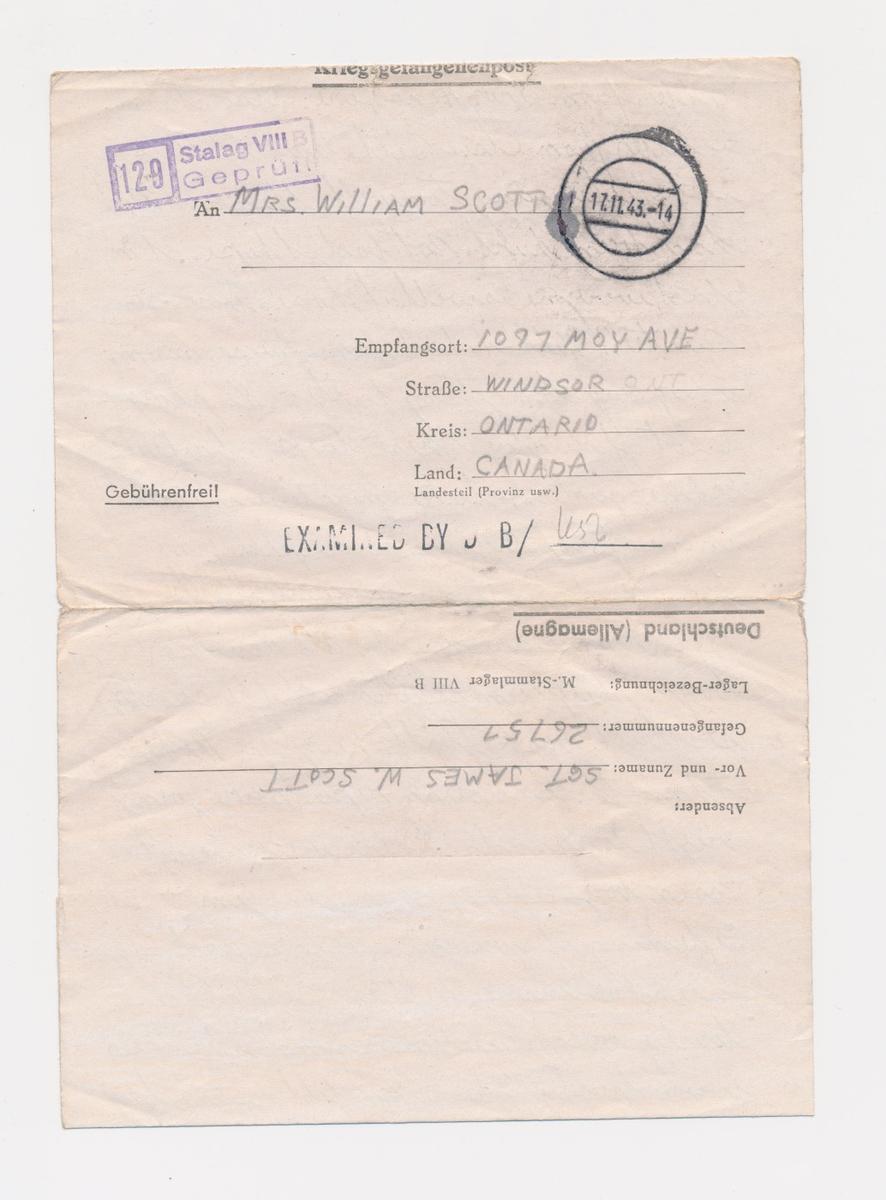 Kriegsgefangenenpost
129 Stalag VIII B
Geprüft
17.11.43.-14
An MRS. WILLIAM SCOTT
Empfangsort: 1097 MOY AVE
Straße: WINDSOR ONT
Kreis: ONTARIO
Land: CANADA.
Landesteil (Provinz usw.)
Gebührenfrei!
EXAMINED BY D B/
Absender:
Vor- und Zuname: SGT. JAMES W. SCOTT
Gefangenennummer: 26751
Lager-Bezeichnung: M.-Stammlager VIII B
Deutschland (Allemagne)